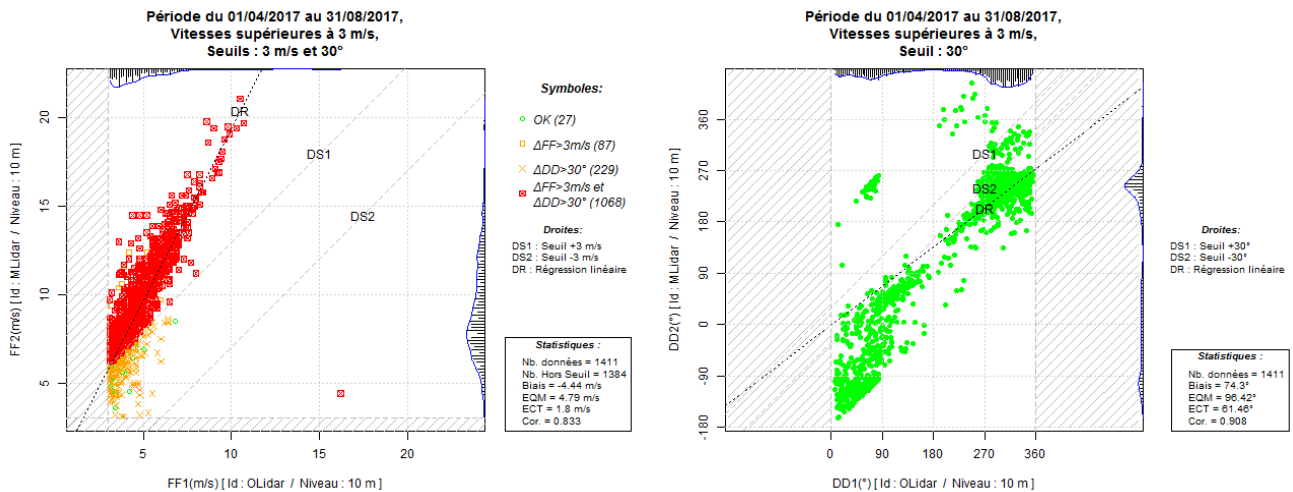 Période du 01/04/2017 au 31/08/2017,
Vitesses supérieures à 3 m/s,
Seuils : 3 m/s et 30°
FF2(m/s) [ Id : MLidar / Niveau : 10 m ]
20
15
10
5
DR
DS1
DS2
5
10
15
20
FF1(m/s) [ Id : OLidar / Niveau : 10 m ]
Symboles:
OK (27)
ΔFF>3m/s (87)
ΔDD>30° (229)
ΔFF>3m/s et
ΔDD>30° (1068)
Droites:
DS1 : Seuil +3 m/s
DS2 : Seuil -3 m/s
DR : Régression linéaire
Statistiques :
Nb. données = 1411
Nb. Hors Seuil = 1384
Biais = -4.44 m/s
EQM = 4.79 m/s
ECT = 1.8 m/s
Cor. = 0.833
Période du 01/04/2017 au 31/08/2017,
Vitesses supérieures à 3 m/s,
Seuil : 30°
DD2(°) [ Id : MLidar / Niveau : 10 m ]
360
270
180
90
0
-90
-180
DS1
DS2
DR
0
90
180
270
360
DD1(°) [ Id : OLidar / Niveau : 10 m ]
Droites:
DS1 : Seuil +30°
DS2 : Seuil -30°
DR : Régression linéaire
Statistiques :
Nb. données = 1411
Biais = 74.3°
EQM = 96.42°
ECT = 61.46°
Cor. = 0.908